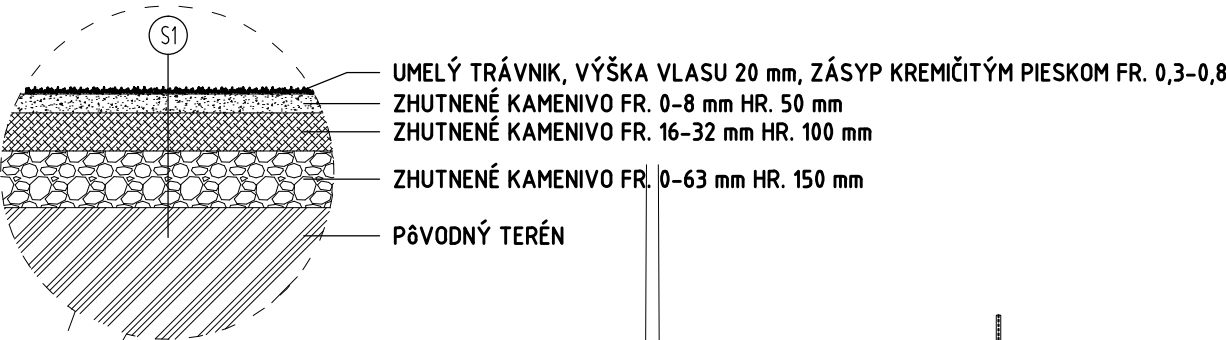 S1
UMELÝ TRÁVNIK, VÝŠKA VLASU 20 mm, ZÁSYP KREMIČITÝM PIESKOM FR. 0,3-0,8
ZHUTNENÉ KAMENIVO FR. 0-8 mm HR. 50 mm
ZHUTNENÉ KAMENIVO FR. 16-32 mm HR. 100 mm
ZHUTNENÉ KAMENIVO FR. 0-63 mm HR. 150 mm
PôVODNÝ TERÉN